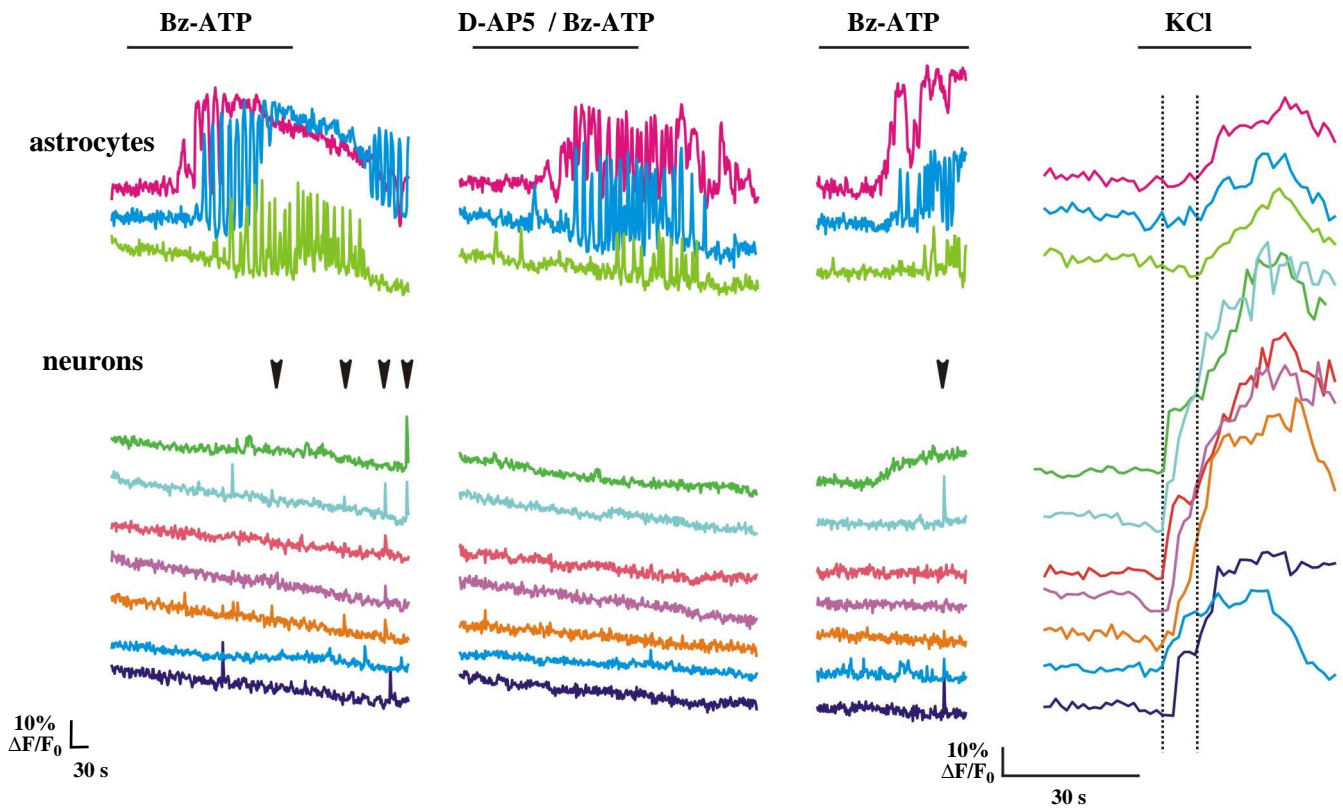 Bz-ATP
D-AP5 / Bz-ATP
Bz-ATP
KCl
astrocytes
neurons
10%
ΔF/F₀
30 s
10%
ΔF/F₀
30 s